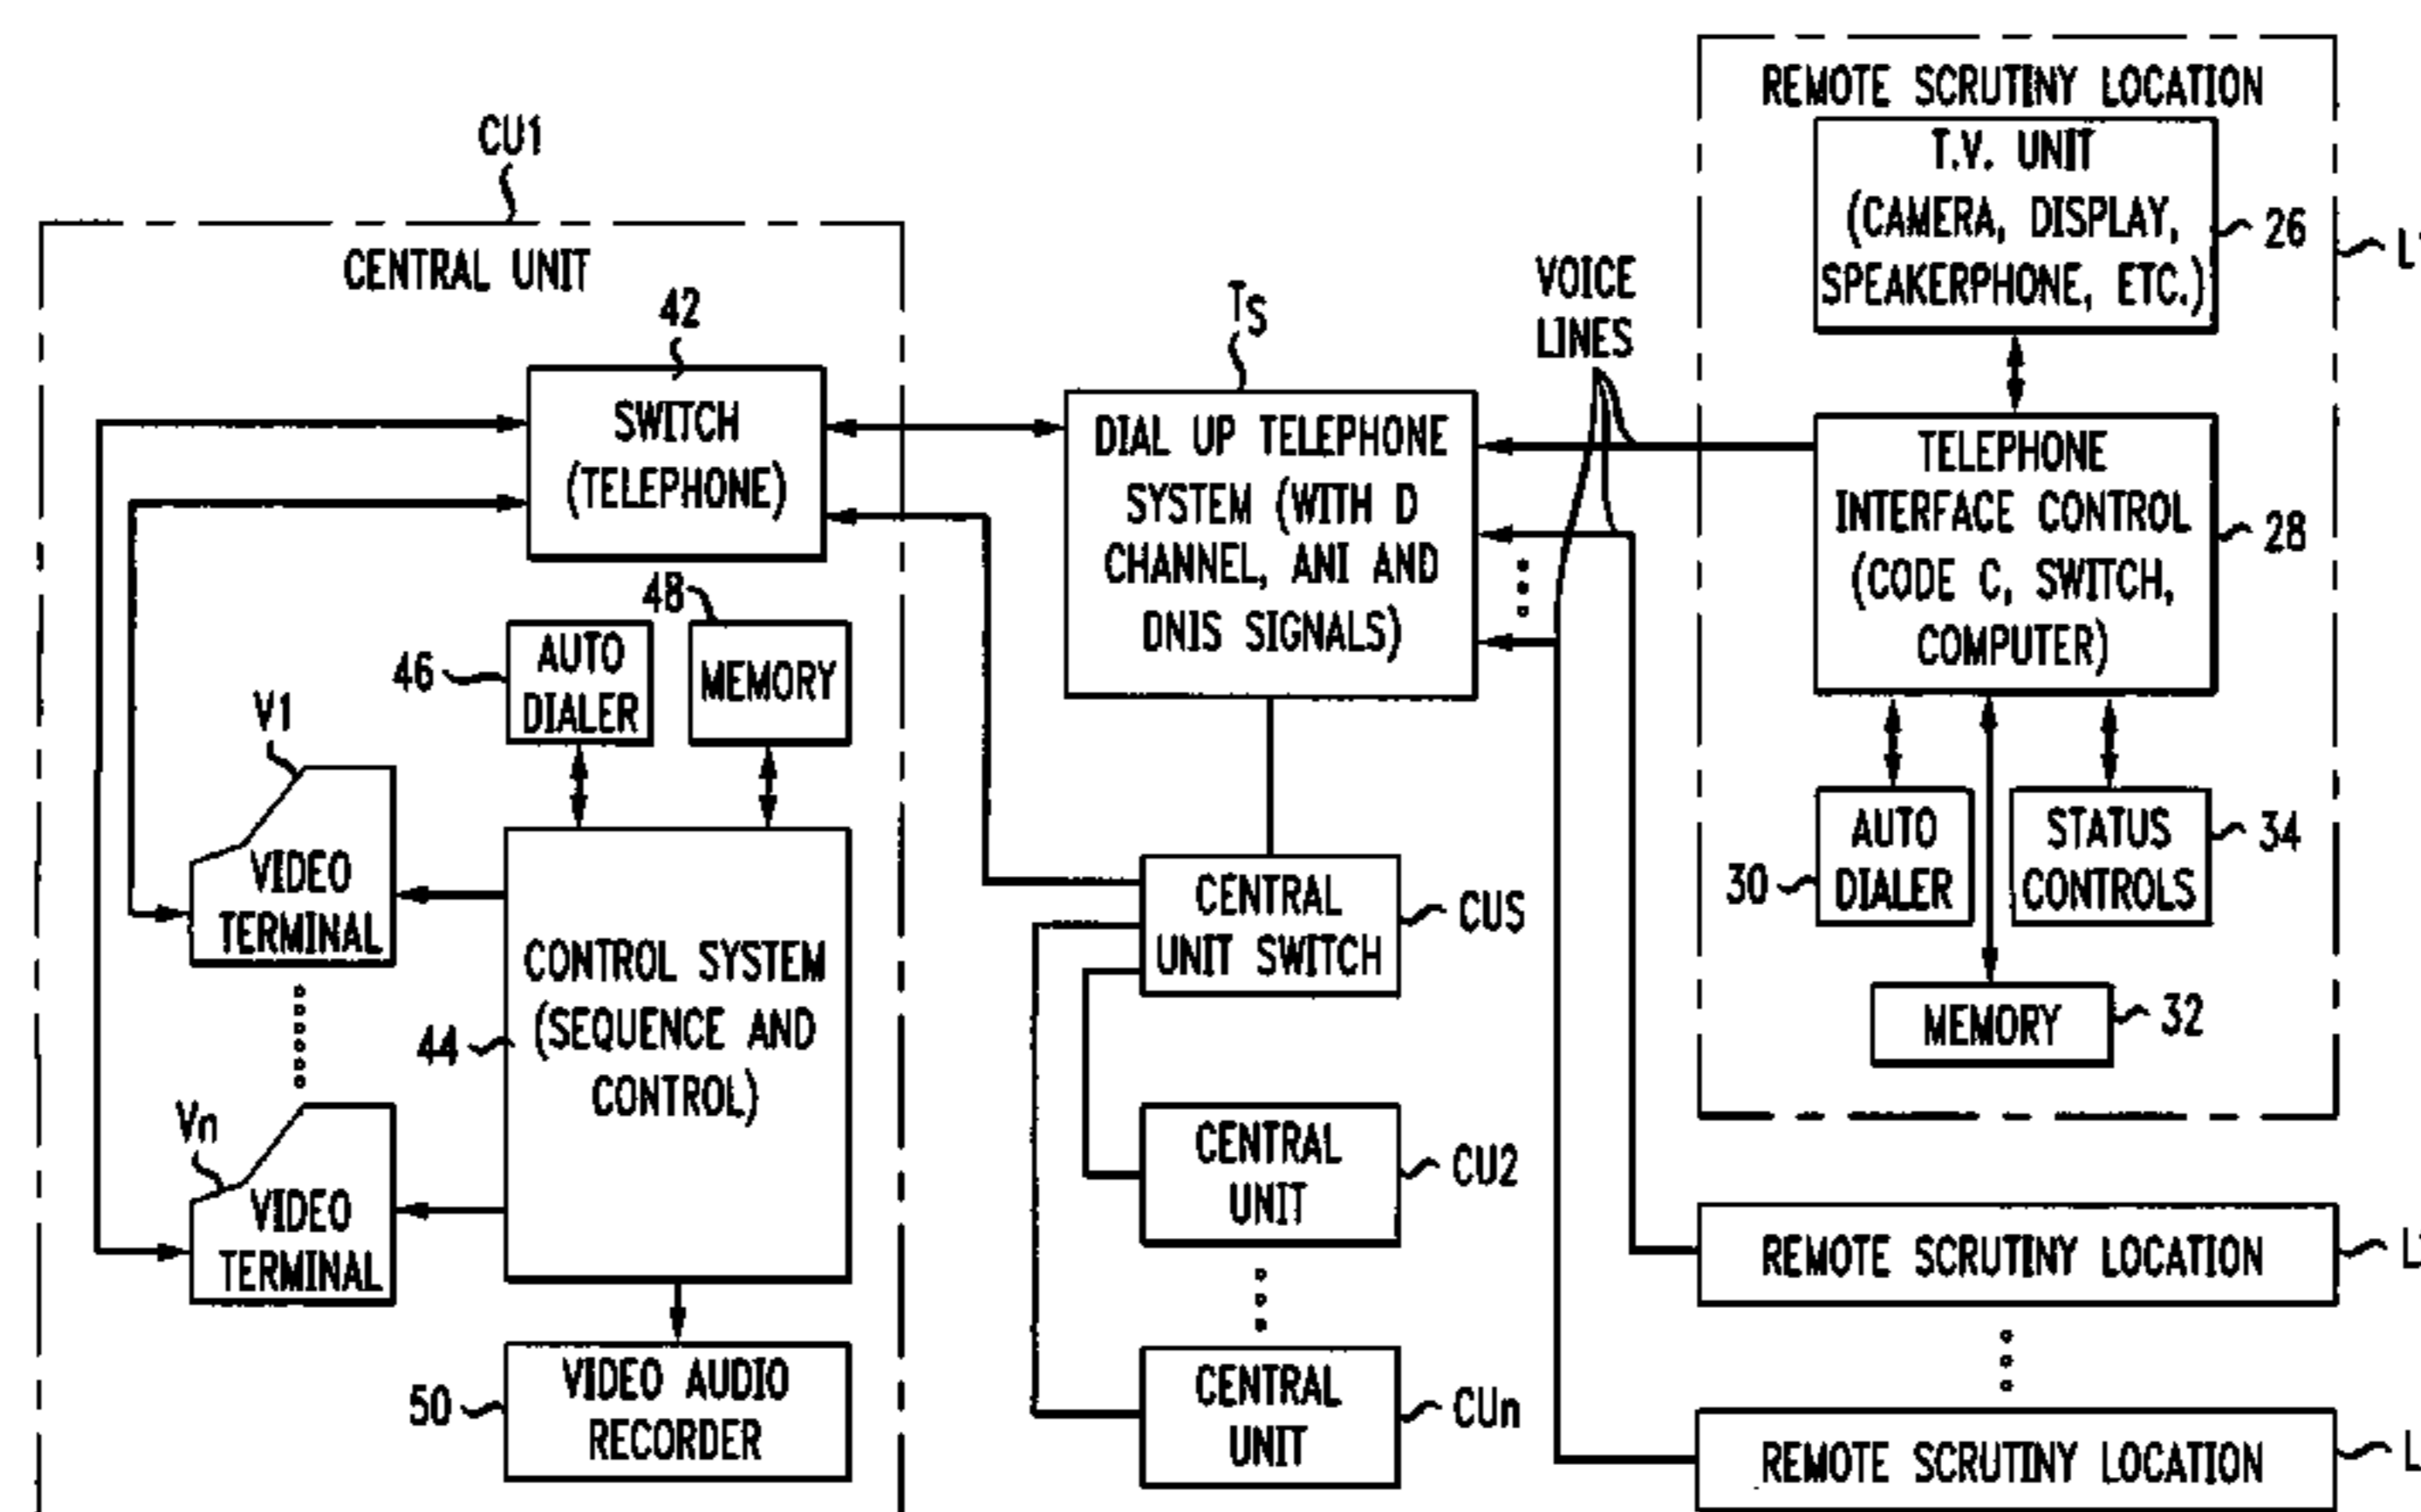 CU1
CENTRAL UNIT
42
SWITCH
(TELEPHONE)
46
AUTO
DIALER
48
MEMORY
V1
VIDEO
TERMINAL
Vn
VIDEO
TERMINAL
44
CONTROL SYSTEM
(SEQUENCE AND
CONTROL)
50
VIDEO AUDIO
RECORDER
TS
DIAL UP TELEPHONE
SYSTEM (WITH D
CHANNEL, ANI AND
DNIS SIGNALS)
VOICE
LINES
CENTRAL
UNIT SWITCH
CUS
CENTRAL
UNIT
CU2
CENTRAL
UNIT
CUn
REMOTE SCRUTINY LOCATION
T.V. UNIT
(CAMERA, DISPLAY,
SPEAKERPHONE, ETC.)
26
TELEPHONE
INTERFACE CONTROL
(CODE C, SWITCH,
COMPUTER)
28
AUTO
DIALER
30
STATUS
CONTROLS
34
MEMORY
32
REMOTE SCRUTINY LOCATION
REMOTE SCRUTINY LOCATION